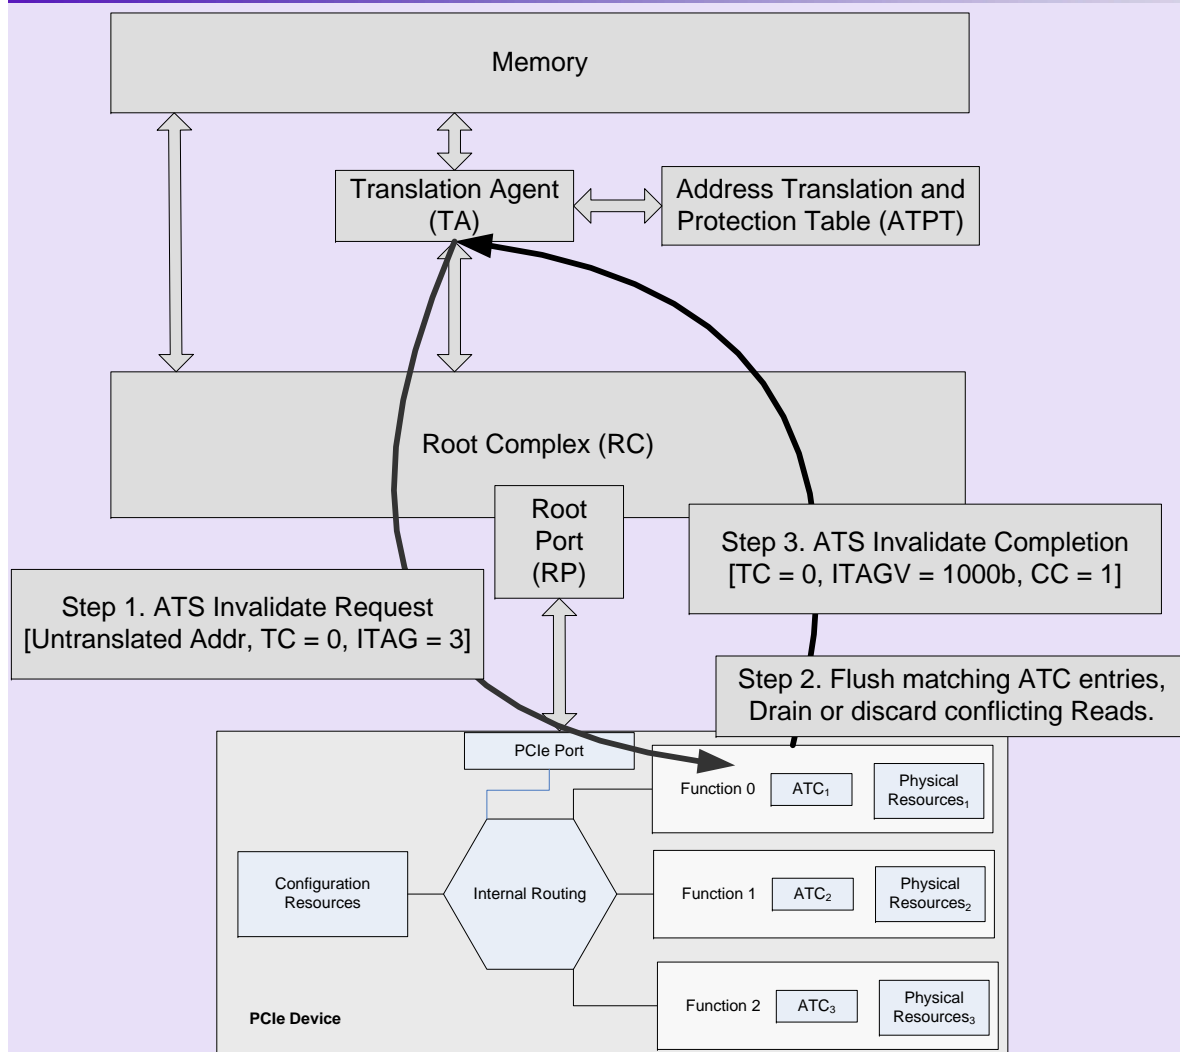 Memory
Translation Agent
(TA)
Address Translation and
Protection Table (ATPT)
Root Complex (RC)
Root
Port
(RP)
Step 3. ATS Invalidate Completion
[TC = 0, ITAGV = 1000b, CC = 1]
Step 1. ATS Invalidate Request
[Untranslated Addr, TC = 0, ITAG = 3]
Step 2. Flush matching ATC entries,
Drain or discard conflicting Reads.
PCIe Port
Function 0
ATC₁
Physical
Resources₁
Configuration
Resources
Internal Routing
Function 1
ATC₂
Physical
Resources₂
Function 2
ATC₃
Physical
Resources₃
PCIe Device